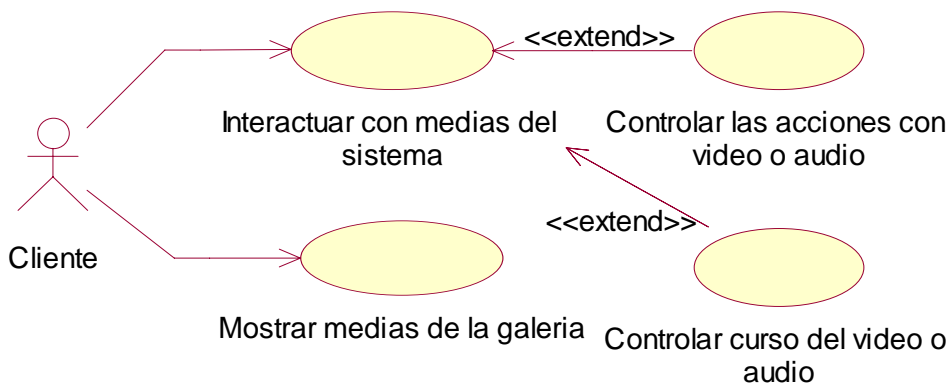 <<extend>>
Interactuar con medias del
sistema
Controlar las acciones con
video o audio
<<extend>>
Cliente
Mostrar medias de la galeria
Controlar curso del video o
audio